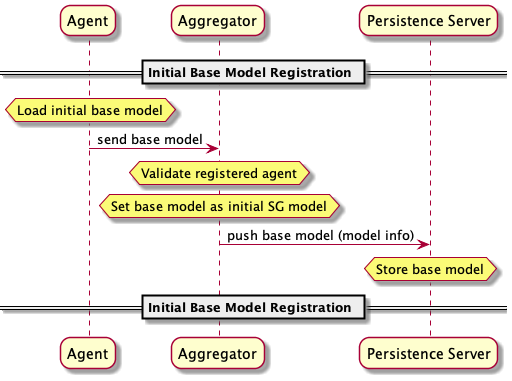 Agent
Aggregator
Persistence Server
Initial Base Model Registration
Load initial base model
send base model
Validate registered agent
Set base model as initial SG model
push base model (model info)
Store base model
Initial Base Model Registration
Agent
Aggregator
Persistence Server